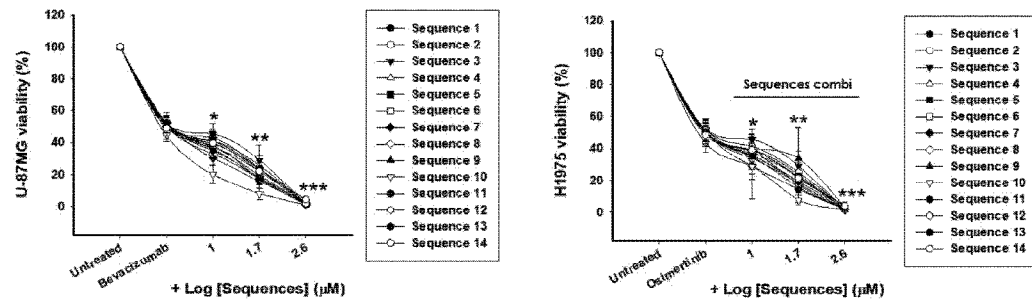 U-87MG viability (%)
120
100
80
60
40
20
0
*
**
***
Untreated
Bevacizumab
1
1.7
2.6
+ Log [Sequences] (µM)
Sequence 1
Sequence 2
Sequence 3
Sequence 4
Sequence 5
Sequence 6
Sequence 7
Sequence 8
Sequence 9
Sequence 10
Sequence 11
Sequence 12
Sequence 13
Sequence 14
H1975 viability (%)
120
100
80
60
40
20
0
Sequences combi
*
**
***
Untreated
Osimertinib
1
1.7
2.6
+ Log [Sequences] (µM)
Sequence 1
Sequence 2
Sequence 3
Sequence 4
Sequence 5
Sequence 6
Sequence 7
Sequence 8
Sequence 9
Sequence 10
Sequence 11
Sequence 12
Sequence 13
Sequence 14